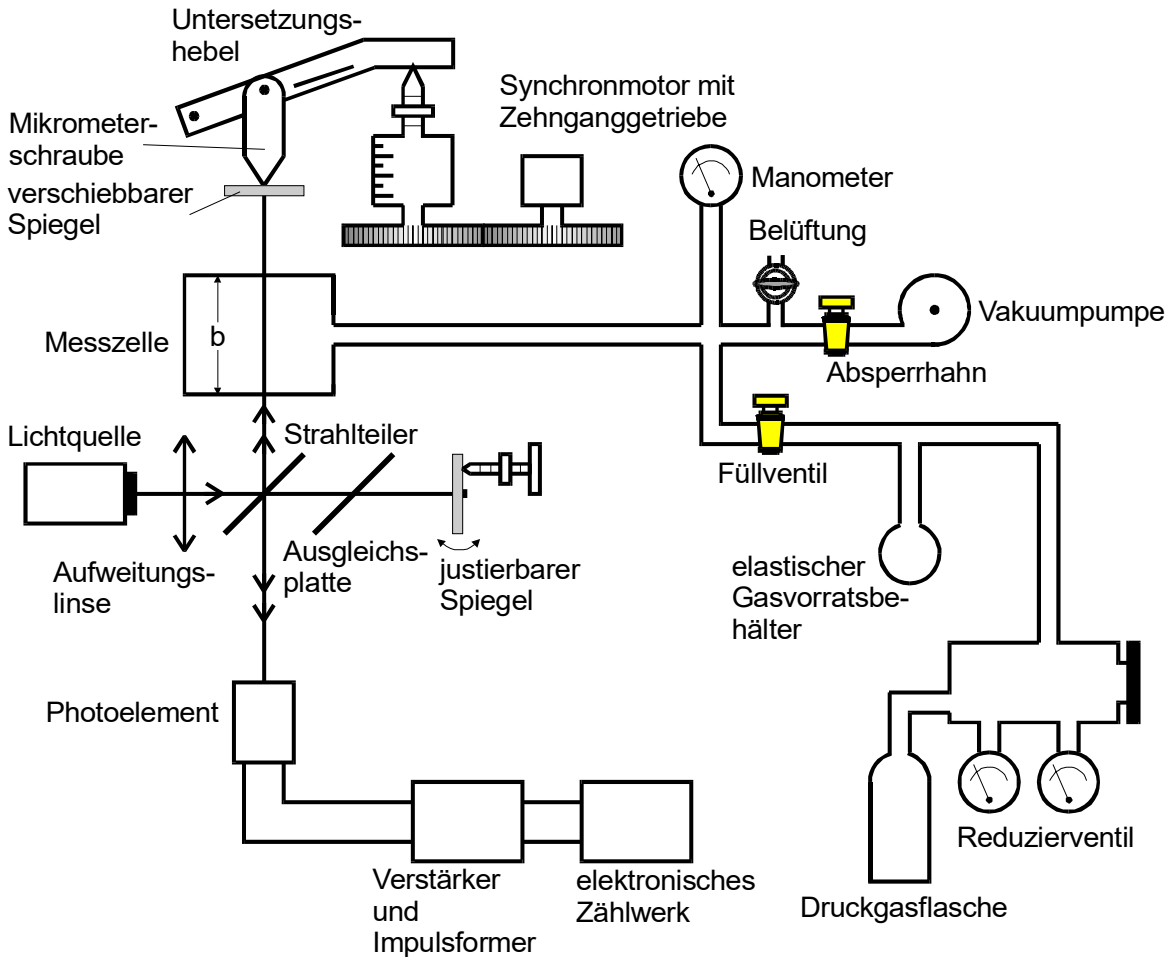 Untersetzungs-
hebel
Synchronmotor mit
Zehnganggetriebe
Mikrometer-
schraube
verschiebbarer
Spiegel
Manometer
Belüftung
Vakuumpumpe
Messzelle
b
Absperrhahn
Lichtquelle
Strahlteiler
Füllventil
Aufweitungs-
linse
Ausgleichs-
platte
justierbarer
Spiegel
elastischer
Gasvorratsbe-
hälter
Photoelement
Reduzierventil
Verstärker
und
Impulsformer
elektronisches
Zählwerk
Druckgasflasche